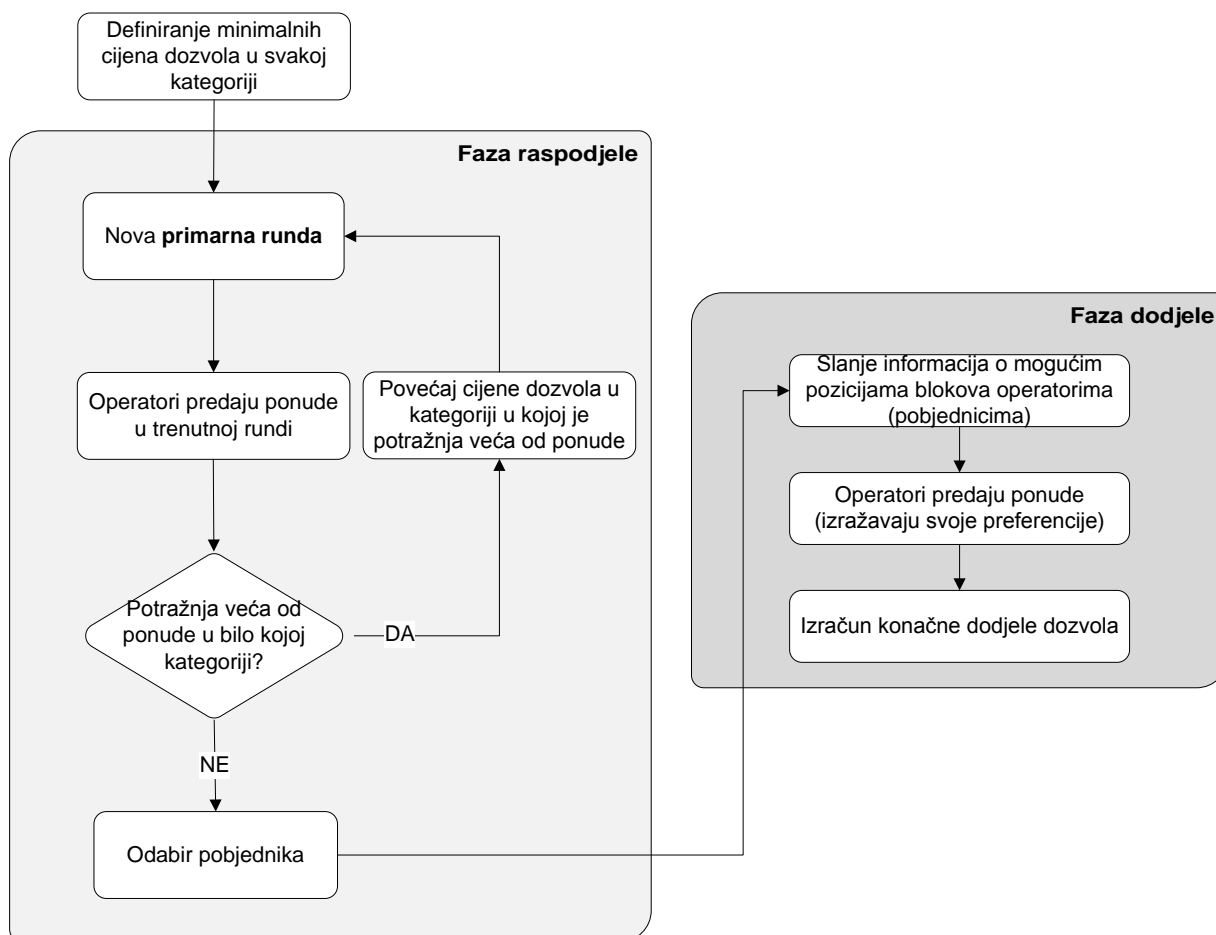 Definiranje minimalnih
cijena dozvola u svakoj
kategoriji
Faza raspodjele
Nova primarna runda
Operatori predaju ponude
u trenutnoj rundi
Povećaj cijene dozvola u
kategoriji u kojoj je
potražnja veća od ponude
Potražnja veća od
ponude u bilo kojoj
kategoriji?
DA
NE
Odabir pobjednika
Faza dodjele
Slanje informacija o mogućim
pozicijama blokova operatorima
(pobjednicima)
Operatori predaju ponude
(izražavaju svoje preferencije)
Izračun konačne dodjele dozvola